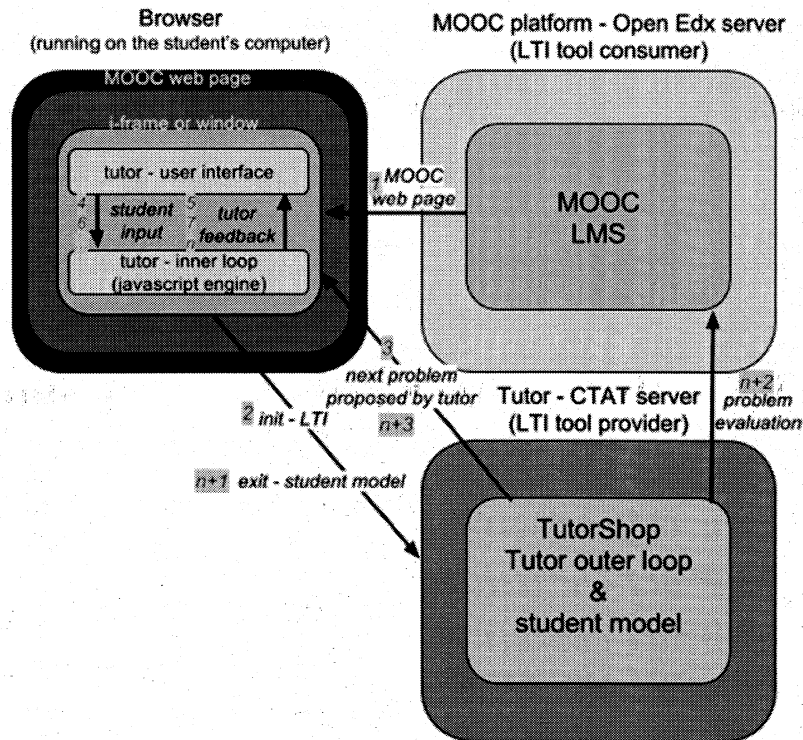 Browser
(running on the student's computer)
MOOC web page
i-frame or window
tutor - user interface
4
6
student
input
5
7
n
tutor
feedback
tutor - inner loop
(javascript engine)
MOOC platform - Open Edx server
(LTI tool consumer)
1 MOOC
web page
MOOC
LMS
3
next problem
proposed by tutor
n+3
2 init - LTI
n+1 exit - student model
n+2
problem
evaluation
Tutor - CTAT server
(LTI tool provider)
TutorShop
Tutor outer loop
&
student model